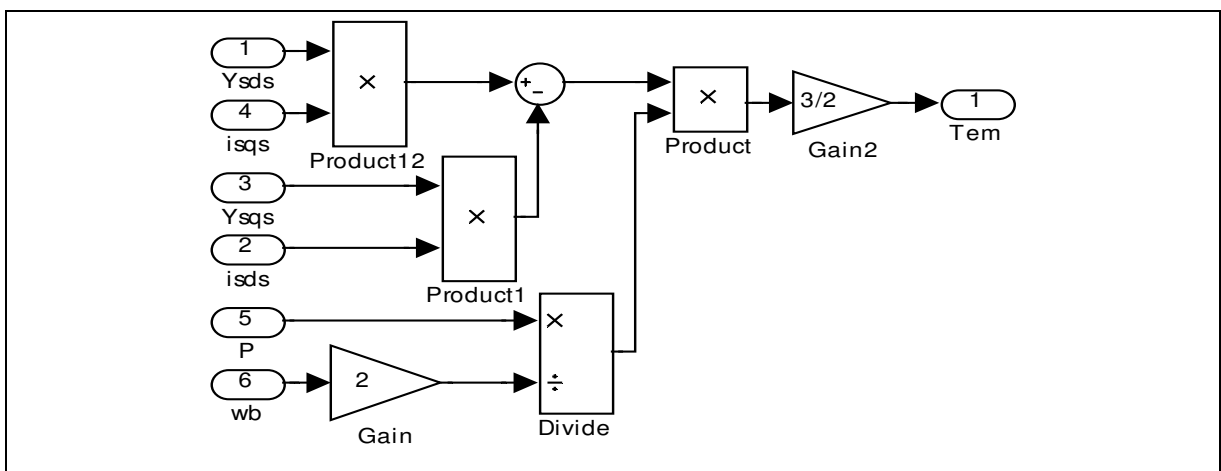 1
Ysds
4
isqs
×
Product12
+
-
3
Ysqs
2
isds
×
Product1
5
P
6
wb
2
Gain
×
÷
Divide
×
Product
3/2
Gain2
1
Tem